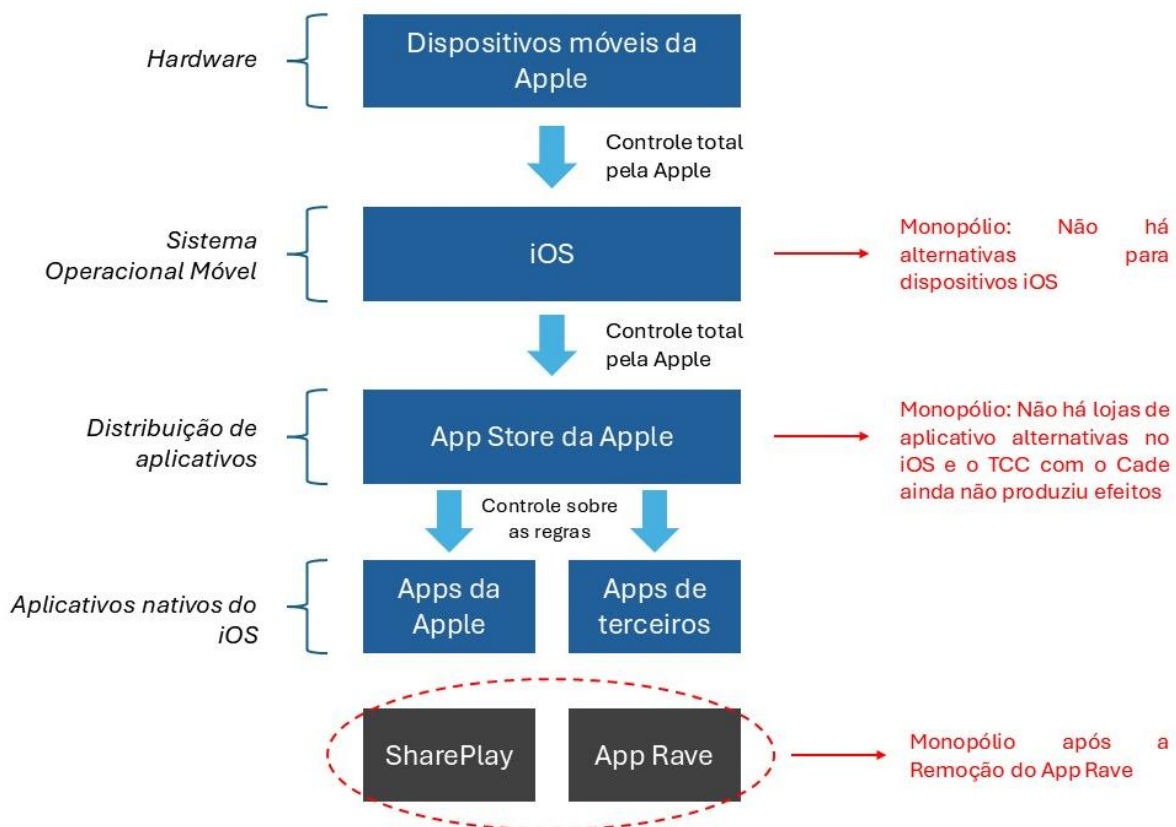 Hardware
Dispositivos móveis da
Apple
Controle total
pela Apple
Sistema
Operacional Móvel
iOS
Monopólio: Não há
alternativas para
dispositivos iOS
Controle total
pela Apple
Distribuição de
aplicativos
App Store da Apple
Monopólio: Não há lojas de
aplicativo alternativas no
iOS e o TCC com o Cade
ainda não produziu efeitos
Controle sobre
as regras
Aplicativos nativos do
iOS
Apps da
Apple
Apps de
terceiros
SharePlay
App Rave
Monopólio após a
Remoção do App Rave